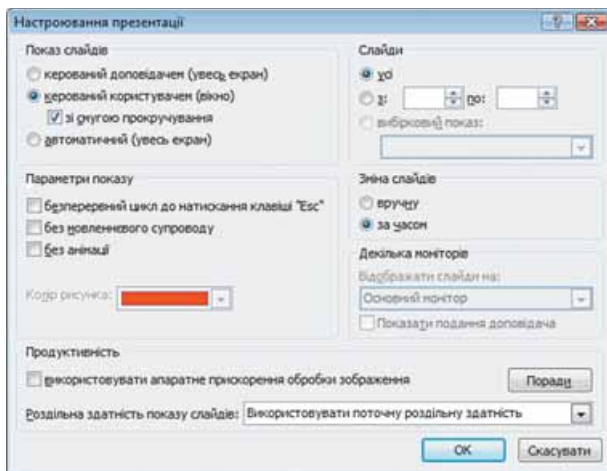 Настроювання презентації
Показ слайдів
керований доповідачем (увесь екран)
керований користувачем (вікно)
зі смугою прокручування
автоматичний (увесь екран)
Слайди
усі
з: по:
вибірковий показ:
Параметри показу
безперервний цикл до натискання клавіші "Esc"
без мовленнєвого супроводу
без анімації
Колір рисунка:
Зміна слайдів
вручну
за часом
Декілька моніторів
Відображати слайди на:
Основний монітор
Показати подання доповідача
Продуктивність
використовувати апаратне прискорення обробки зображення
Поради
Роздільна здатність показу слайдів: Використовувати поточну роздільну здатність
ОК Скасувати